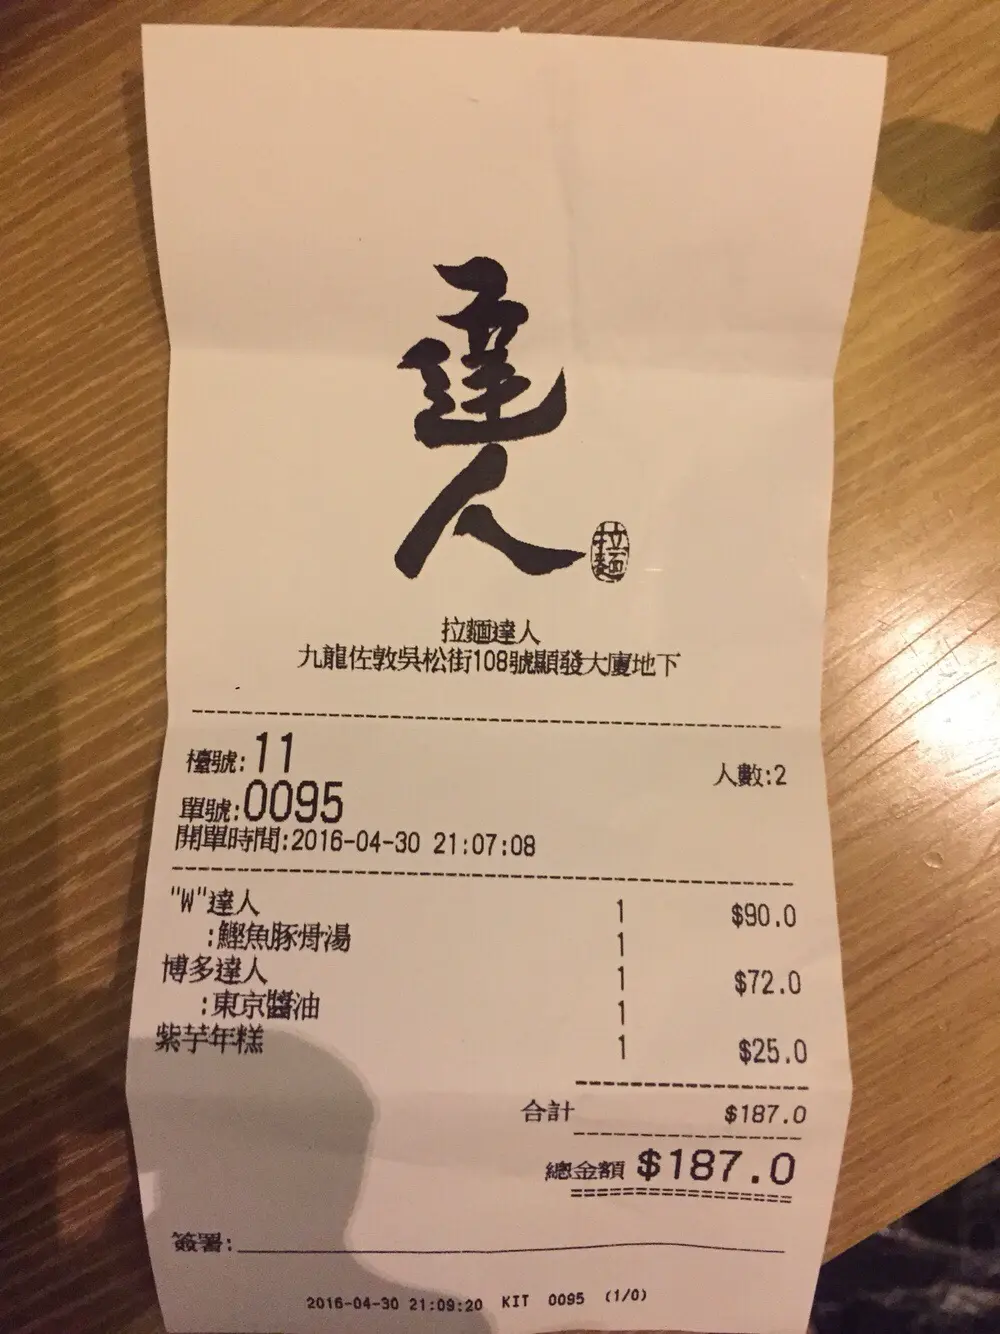 達人
拉麵
拉麵達人
九龍佐敦吳松街108號顯發大廈地下
檯號:11
人數:2
單號:0095
開單時間:2016-04-30 21:07:08
"W"達人 1 $90.0
:鰹魚豚骨湯 1
博多達人 1 $72.0
:東京醬油 1
紫芋年糕 1 $25.0
合計 $187.0
總金額 $187.0
簽署:
2016-04-30 21:09:20 KIT 0095 (1/0)